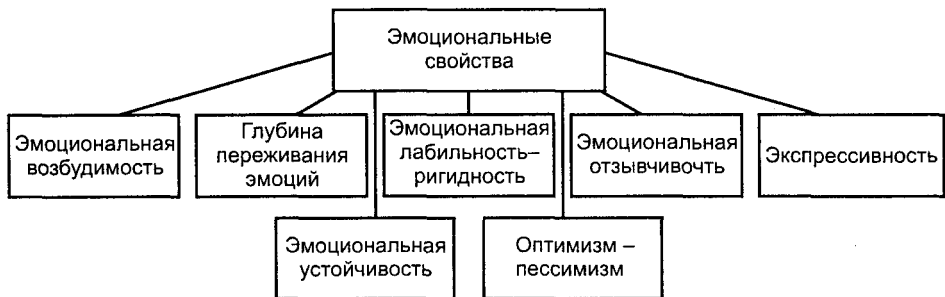 Эмоциональные
свойства
Эмоциональная
возбудимость
Глубина
переживания
эмоций
Эмоциональная
лабильность–
ригидность
Эмоциональная
отзывчивочть
Экспрессивность
Эмоциональная
устойчивость
Оптимизм –
пессимизм